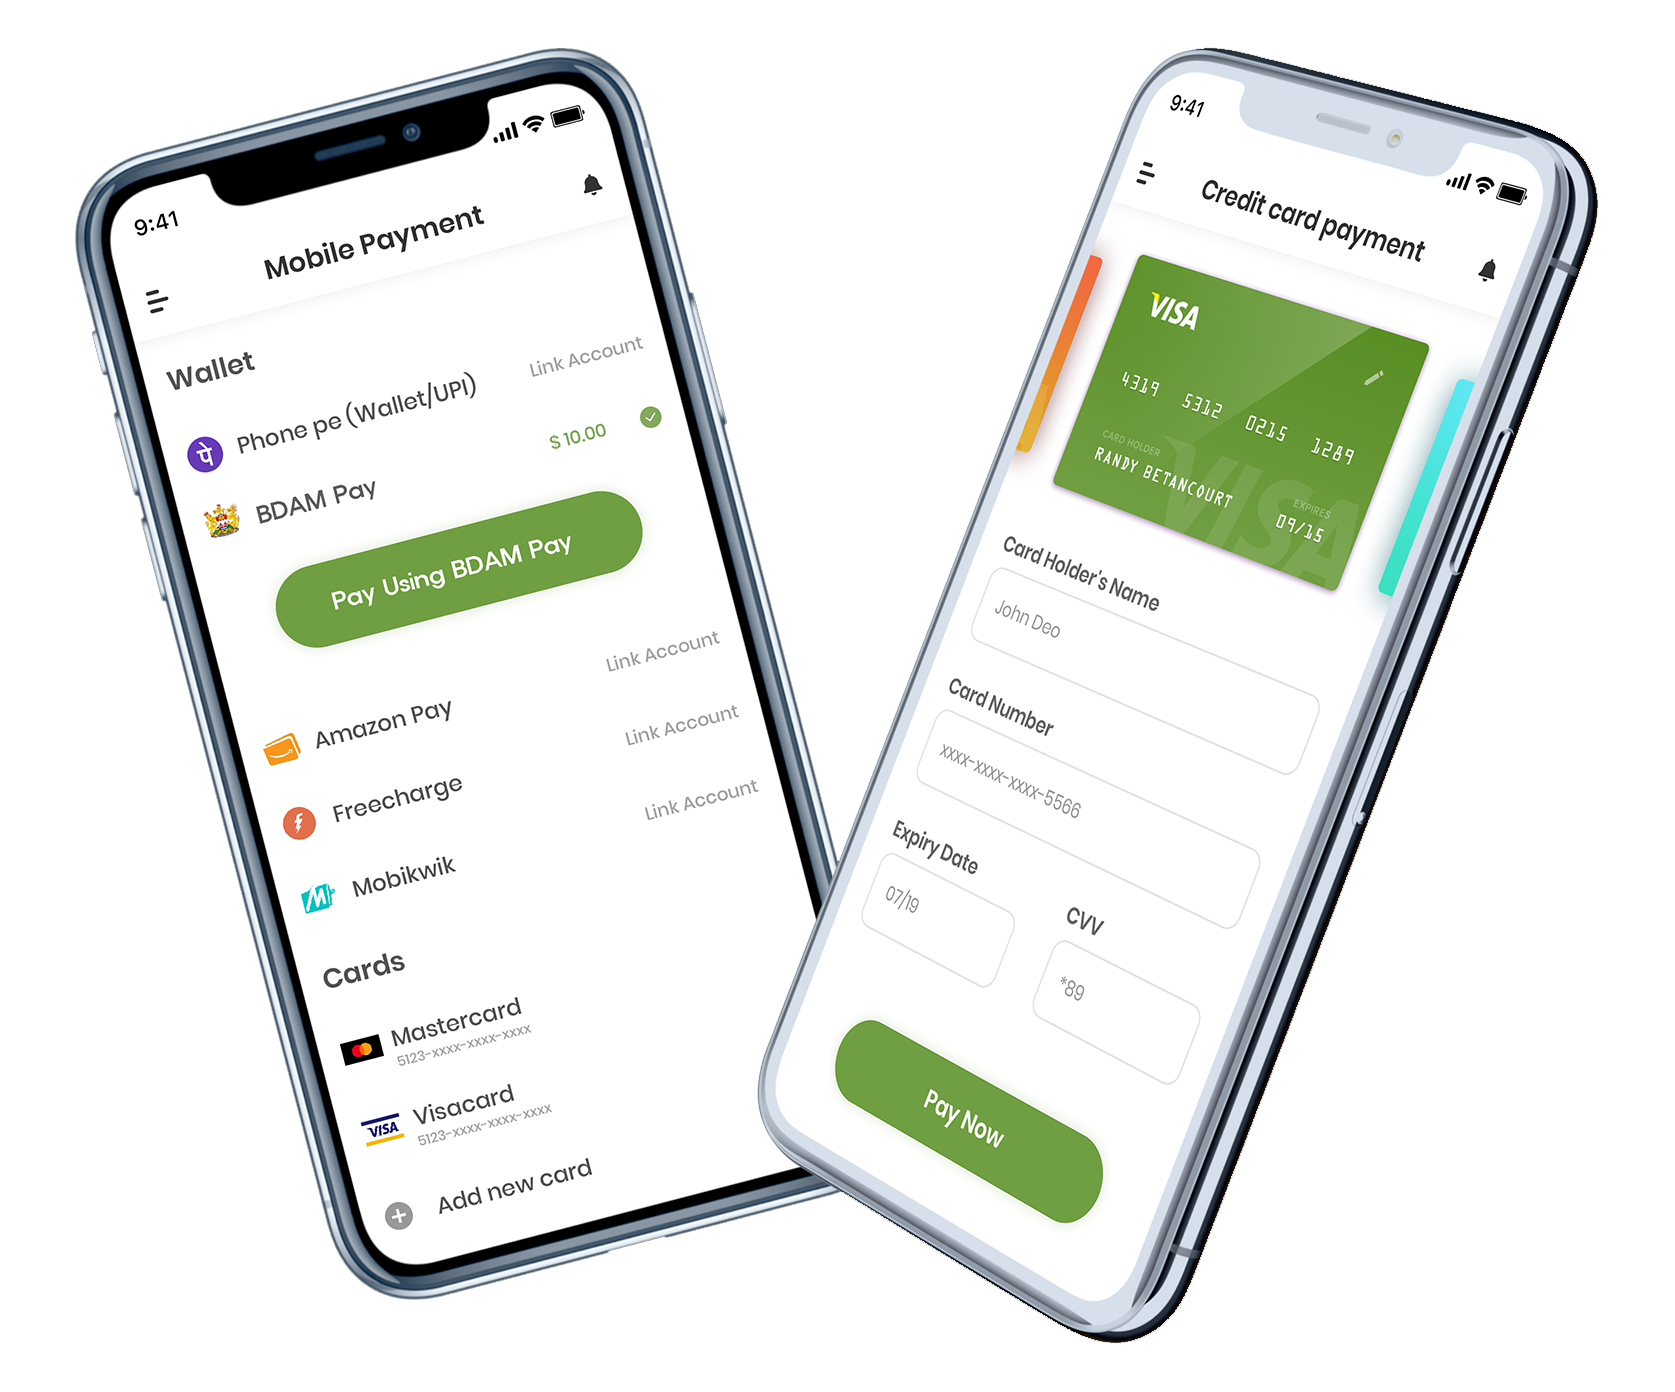 9:41
Mobile Payment
Wallet
Phone pe (Wallet/UPI)
Link Account
BDAM Pay
$ 10.00
Pay Using BDAM Pay
Amazon Pay
Link Account
Freecharge
Link Account
Mobikwik
Link Account
Cards
Mastercard
5123-xxxx-xxxx-xxxx
VISA
Visacard
5123-xxxx-xxxx-xxxx
Add new card
9:41
Credit card payment
VISA
4319 5312 0215 1289
CARD HOLDER
RANDY BETANCOURT
EXPIRES
09/15
VISA
Card Holder's Name
John Deo
Card Number
xxxx-xxxx-xxxx-5566
Expiry Date
07/19
CVV
*89
Pay Now